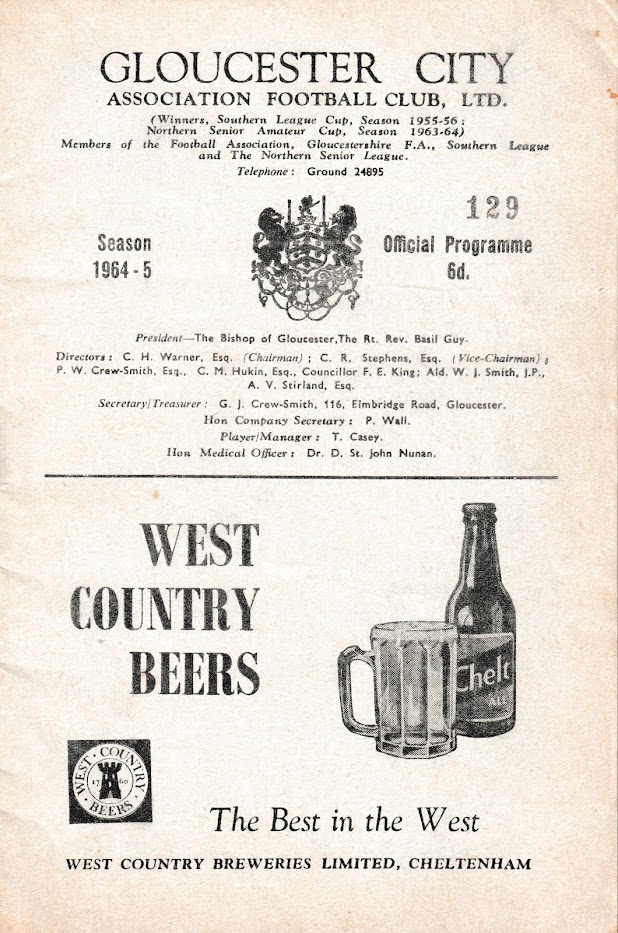 GLOUCESTER CITY
ASSOCIATION FOOTBALL CLUB, LTD.
(Winners, Southern League Cup, Season 1955-56;
Northern Senior Amateur Cup, Season 1963-64)
Members of the Football Association, Gloucestershire F.A., Southern League
and The Northern Senior League.
Telephone: Ground 24895
129
Season
1964-5
Official Programme
6d.
President—The Bishop of Gloucester,The Rt. Rev. Basil Guy.
Directors: C. H. Warner, Esq. (Chairman); C. R. Stephens, Esq. (Vice-Chairman);
P. W. Crew-Smith, Esq., C. M. Hukin, Esq., Councillor F. E. King; Ald. W. J. Smith, J.P.,
A. V. Stirland, Esq.
Secretary/Treasurer: G. J. Crew-Smith, 116, Elmbridge Road, Gloucester.
Hon Company Secretary: P. Wall.
Player/Manager: T. Casey.
Hon Medical Officer: Dr. D. St. John Nunan.
WEST
COUNTRY
BEERS
Chelt
ALE
WEST · COUNTRY · BEERS ·
1760
The Best in the West
WEST COUNTRY BREWERIES LIMITED, CHELTENHAM